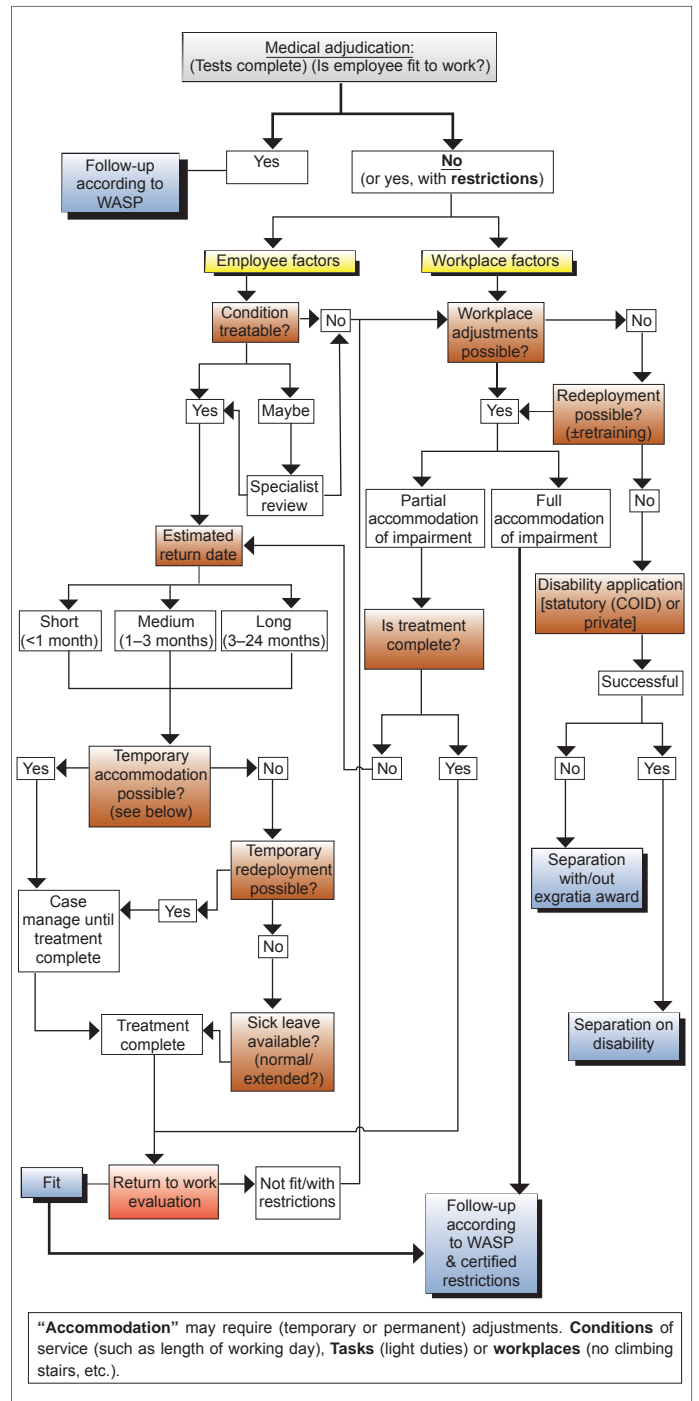 Medical adjudication:
(Tests complete) (Is employee fit to work?)
Follow-up
according to
WASP
Yes
No
(or yes, with restrictions)
Employee factors
Workplace factors
Condition
treatable?
No
Workplace
adjustments
possible?
No
Yes
Maybe
Yes
Redeployment
possible?
(±retraining)
Specialist
review
Partial
accommodation
of impairment
Full
accommodation
of impairment
No
Estimated
return date
Disability application
[statutory (COID) or
private]
Short
(<1 month)
Medium
(1–3 months)
Long
(3–24 months)
Is treatment
complete?
Successful
Yes
Temporary
accommodation
possible?
(see below)
No
No
Yes
No
Yes
Temporary
redeployment
possible?
Separation
with/out
exgratia award
Case
manage until
treatment
complete
Yes
No
Treatment
complete
Sick leave
available?
(normal/
extended?)
Separation on
disability
Fit
Return to work
evaluation
Not fit/with
restrictions
Follow-up
according
to WASP
& certified
restrictions
“Accommodation” may require (temporary or permanent) adjustments. Conditions of
service (such as length of working day), Tasks (light duties) or workplaces (no climbing
stairs, etc.).